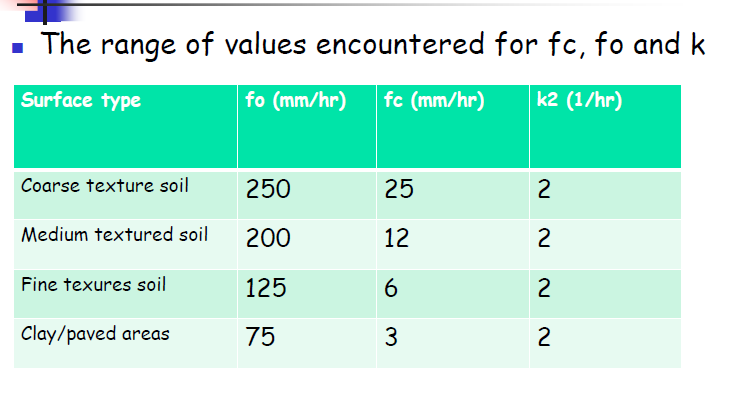 The range of values encountered for fc, fo and k
Surface type fo (mm/hr) fc (mm/hr) k2 (1/hr)
Coarse texture soil 250 25 2
Medium textured soil 200 12 2
Fine texures soil 125 6 2
Clay/paved areas 75 3 2